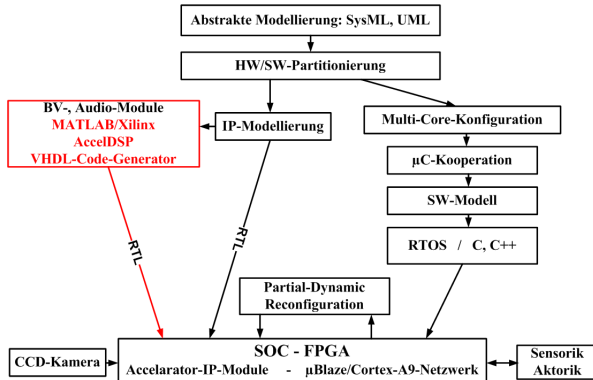 Abstrakte Modellierung: SysML, UML
HW/SW-Partitionierung
BV-, Audio-Module
MATLAB/Xilinx
AccelDSP
VHDL-Code-Generator
IP-Modellierung
Multi-Core-Konfiguration
µC-Kooperation
SW-Modell
RTOS / C, C++
RTL
RTL
Partial-Dynamic
Reconfiguration
SOC - FPGA
Accelarator-IP-Module - µBlaze/Cortex-A9-Netzwerk
CCD-Kamera
Sensorik
Aktorik